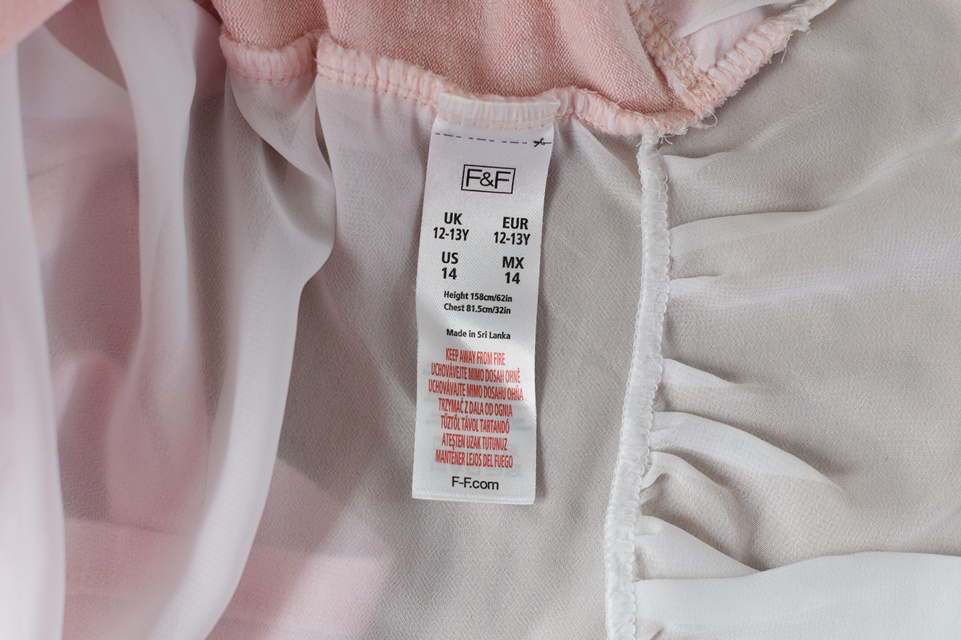 F&F
UK EUR
12-13Y 12-13Y
US MX
14 14
Height 158cm/62in
Chest 81.5cm/32in
Made in Sri Lanka
KEEP AWAY FROM FIRE
UCHOVÁVEJTE MIMO DOSAH OHNĚ
UCHOVÁVAJTE MIMO DOSAHU OHŇA
TRZYMAĆ Z DALA OD OGNIA
TŰZTŐL TÁVOL TARTANDÓ
ATEŞTEN UZAK TUTUNUZ
MANTENER LEJOS DEL FUEGO
F-F.com